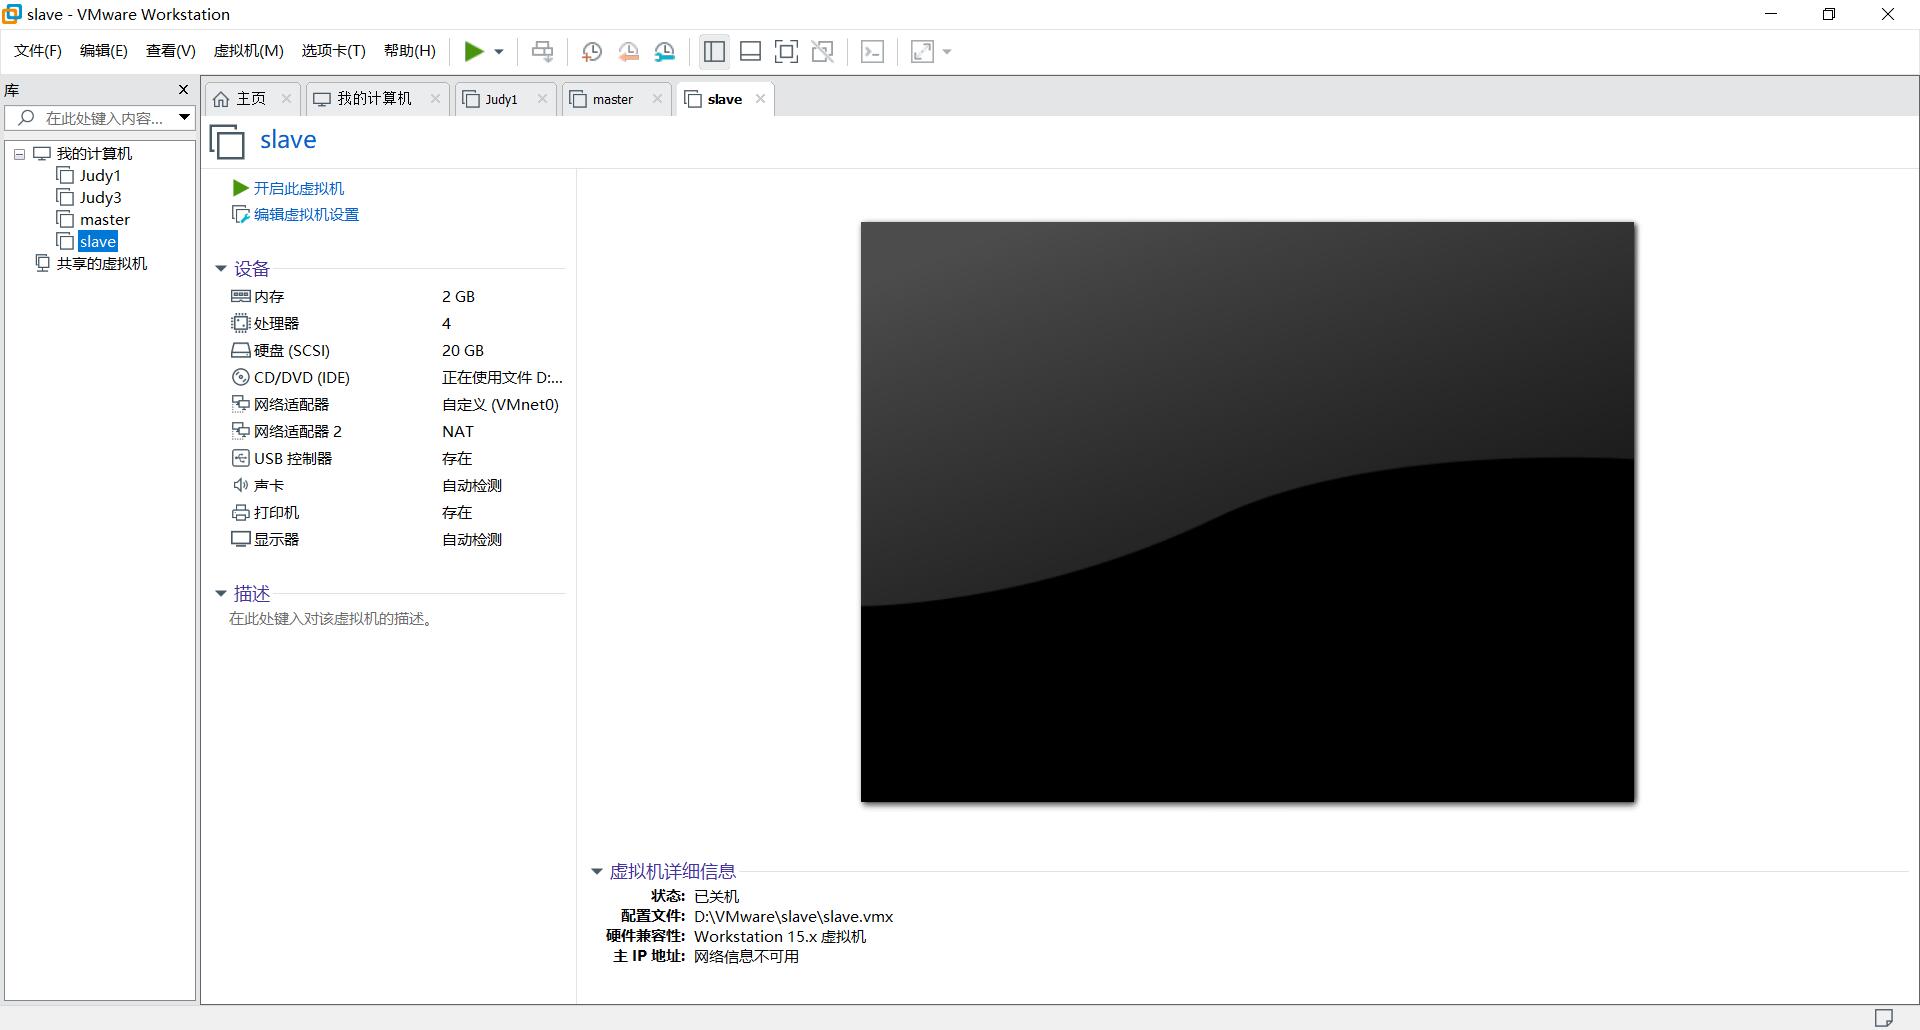 slave - VMware Workstation
文件(F) 编辑(E) 查看(V) 虚拟机(M) 选项卡(T) 帮助(H)
库
在此处键入内容...
我的计算机
Judy1
Judy3
master
slave
共享的虚拟机
主页 我的计算机 Judy1 master slave
slave
开启此虚拟机
编辑虚拟机设置
设备
内存 2 GB
处理器 4
硬盘 (SCSI) 20 GB
CD/DVD (IDE) 正在使用文件 D:...
网络适配器 自定义 (VMnet0)
网络适配器 2 NAT
USB 控制器 存在
声卡 自动检测
打印机 存在
显示器 自动检测
描述
在此处键入对该虚拟机的描述。
虚拟机详细信息
状态: 已关机
配置文件: D:\VMware\slave\slave.vmx
硬件兼容性: Workstation 15.x 虚拟机
主 IP 地址: 网络信息不可用